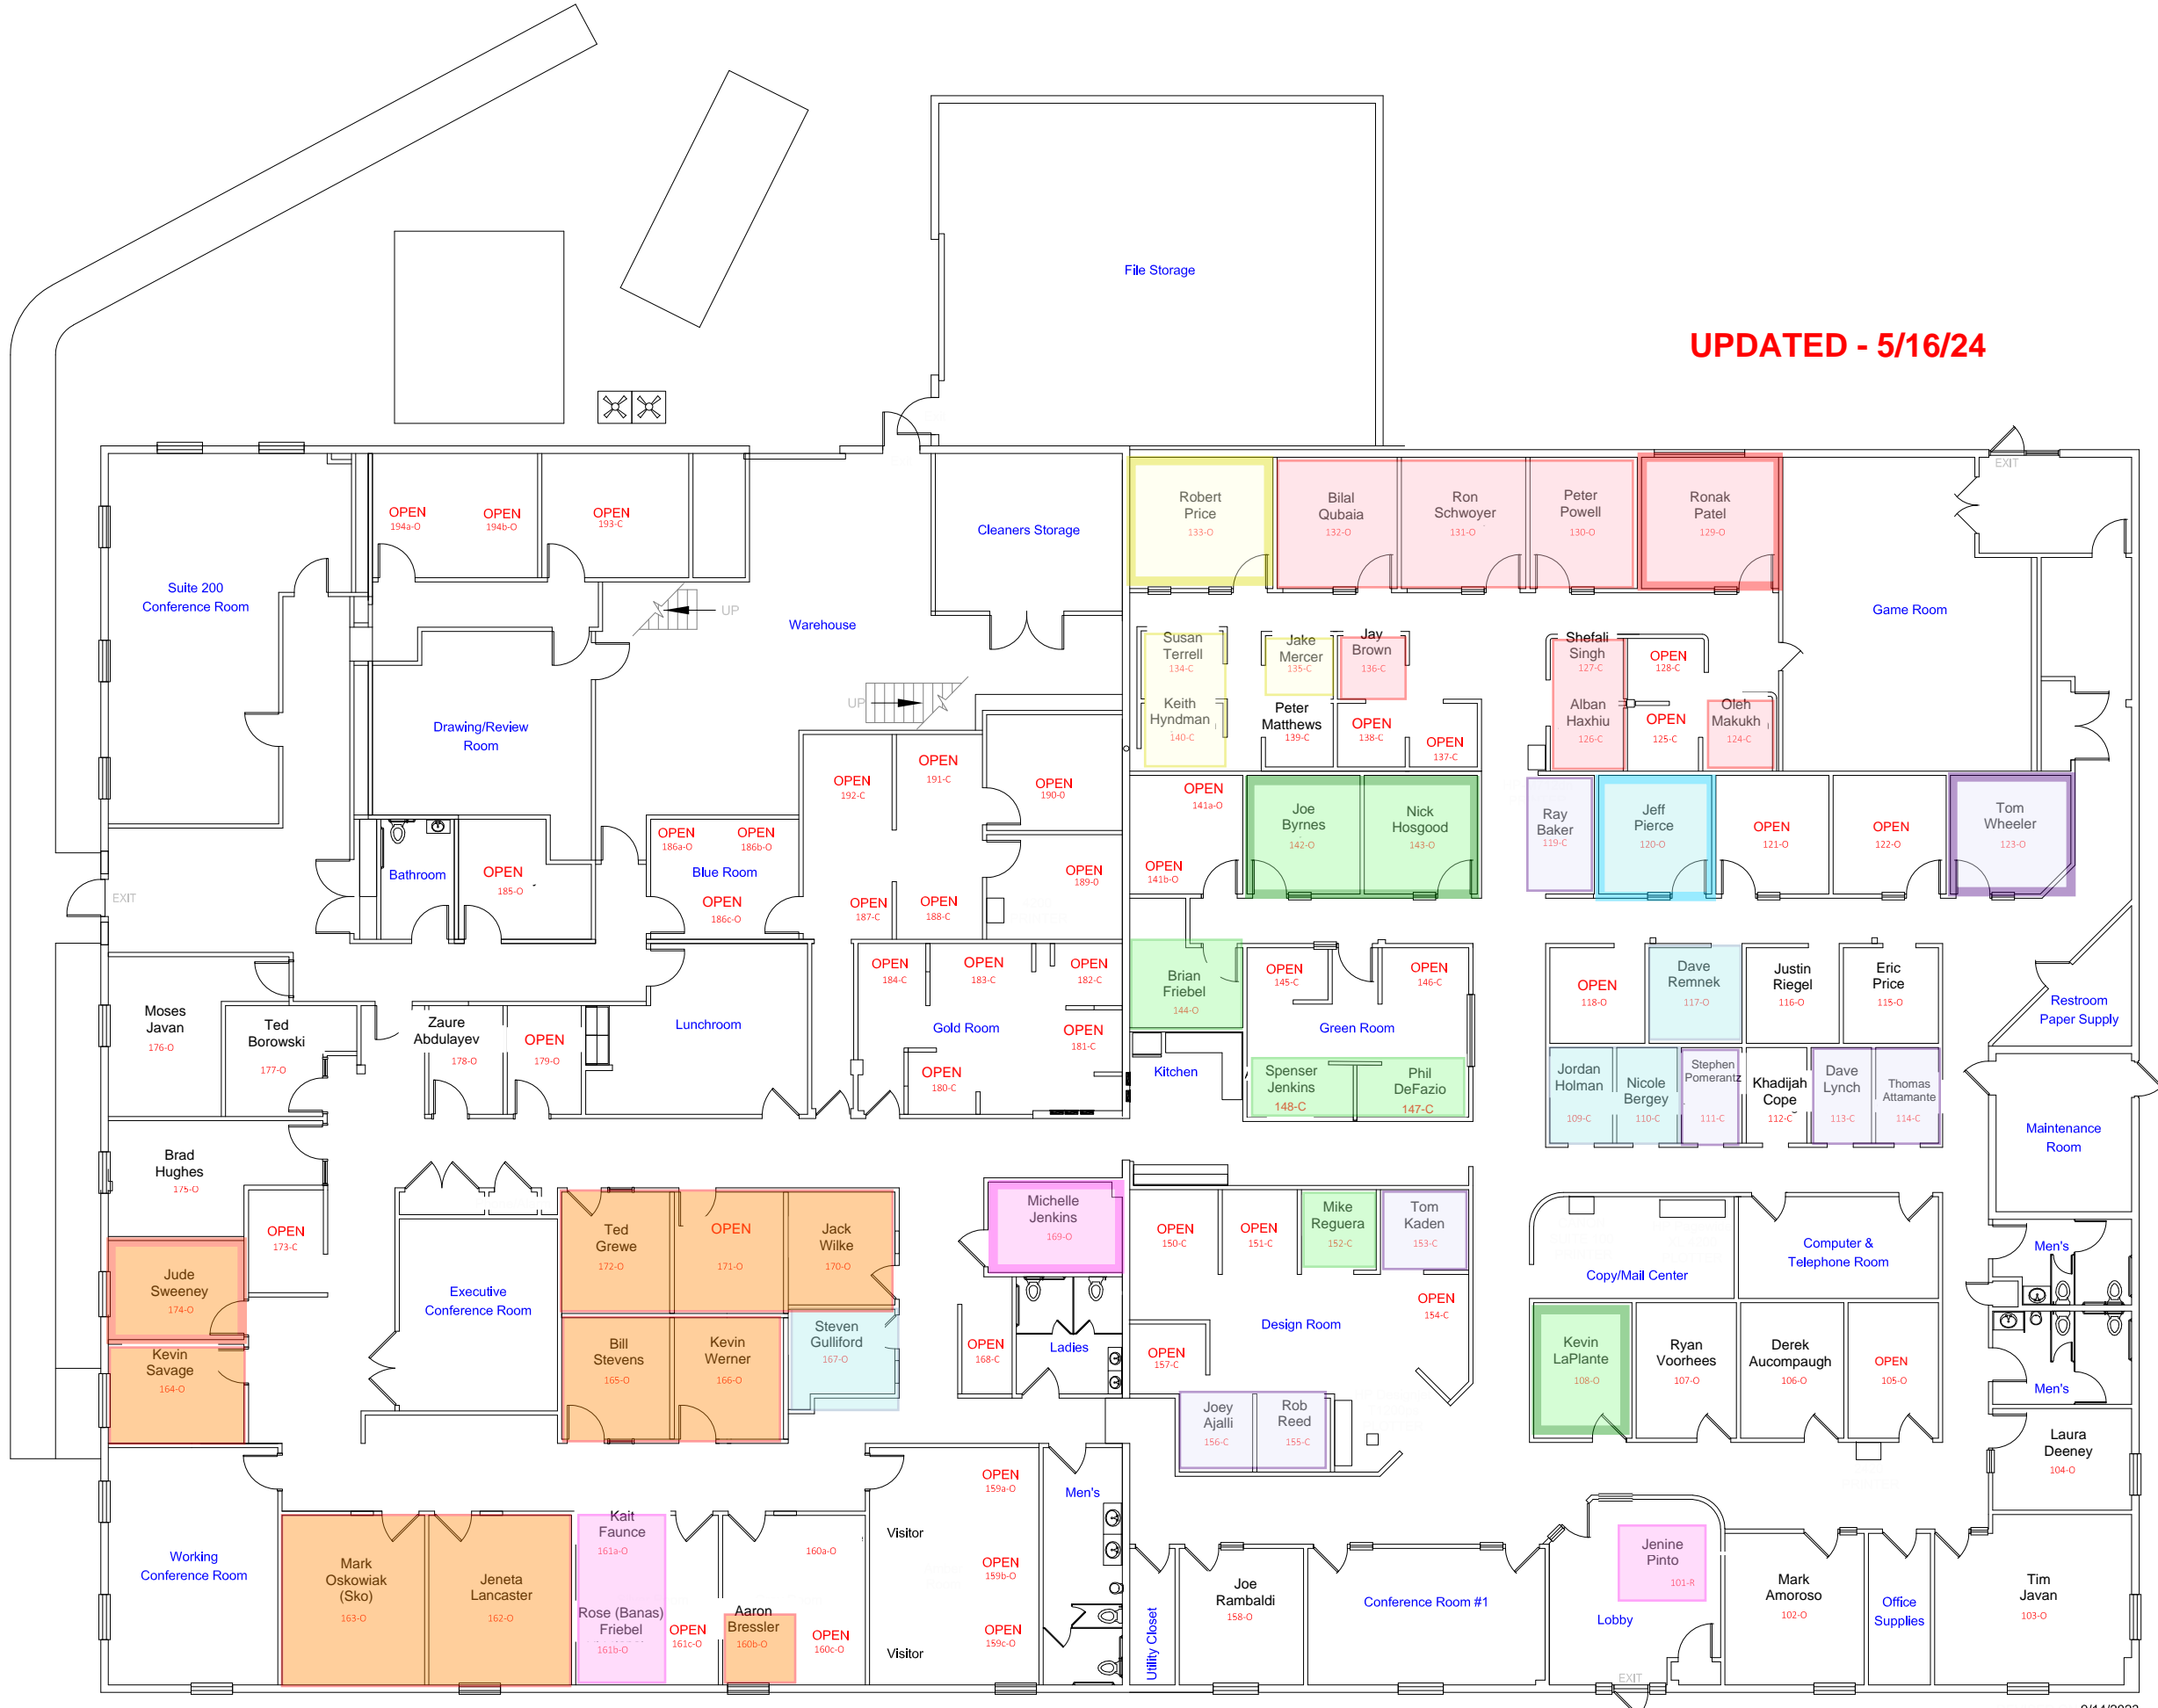 File Storage
UPDATED - 5/16/24
EXIT
Robert
Price
133-O
Bilal
Qubaia
132-O
Ron
Schwoyer
131-O
Peter
Powell
130-O
Ronak
Patel
129-O
OPEN
194a-O
OPEN
194b-O
OPEN
193-C
Cleaners Storage
Suite 200
Conference Room
UP
Warehouse
Game Room
Susan
Terrell
134-C
Jake
Mercer
135-C
Jay
Brown
136-C
Shefali
Singh
127-C
OPEN
128-C
UP
Keith
Hyndman
140-C
Peter
Matthews
139-C
OPEN
138-C
OPEN
137-C
Alban
Haxhiu
126-C
OPEN
125-C
Oleh
Makukh
124-C
Drawing/Review
Room
OPEN
192-C
OPEN
191-C
OPEN
190-0
OPEN
141a-O
Joe
Byrnes
142-O
Nick
Hosgood
143-O
Ray
Baker
119-C
Jeff
Pierce
120-O
OPEN
121-O
OPEN
122-O
Tom
Wheeler
123-O
OPEN
186a-O
OPEN
186b-O
Blue Room
OPEN
186c-O
Bathroom
OPEN
185-O
OPEN
189-0
OPEN
141b-O
EXIT
OPEN
187-C
OPEN
188-C
OPEN
184-C
OPEN
183-C
OPEN
182-C
Brian
Friebel
144-O
OPEN
145-C
OPEN
146-C
OPEN
118-O
Dave
Remnek
117-O
Justin
Riegel
116-O
Eric
Price
115-O
Restroom
Paper Supply
Moses
Javan
176-O
Ted
Borowski
177-O
Zaure
Abdulayev
178-O
OPEN
179-O
Lunchroom
Gold Room
OPEN
181-C
OPEN
180-C
Green Room
Kitchen
Spenser
Jenkins
148-C
Phil
DeFazio
147-C
Jordan
Holman
109-C
Nicole
Bergey
110-C
Stephen
Pomerantz
111-C
Khadijah
Cope
112-C
Dave
Lynch
113-C
Thomas
Attamante
114-C
Maintenance
Room
Brad
Hughes
175-O
OPEN
173-C
Ted
Grewe
172-O
OPEN
171-O
Jack
Wilke
170-O
Michelle
Jenkins
169-O
OPEN
150-C
OPEN
151-C
Mike
Reguera
152-C
Tom
Kaden
153-C
Computer &
Telephone Room
Copy/Mail Center
Men's
Jude
Sweeney
174-O
Executive
Conference Room
OPEN
154-C
Design Room
Kevin
Savage
164-O
Bill
Stevens
165-O
Kevin
Werner
166-O
Steven
Gulliford
167-O
OPEN
168-C
Ladies
OPEN
157-C
Kevin
LaPlante
108-O
Ryan
Voorhees
107-O
Derek
Aucompaugh
106-O
OPEN
105-O
Men's
Joey
Ajalli
156-C
Rob
Reed
155-C
Laura
Deeney
104-O
OPEN
159a-O
Men's
Working
Conference Room
Mark
Oskowiak
(Sko)
163-O
Jeneta
Lancaster
162-O
Kait
Faunce
161a-O
160a-O
Visitor
OPEN
159b-O
Rose (Banas)
Friebel
161b-O
OPEN
161c-O
Aaron
Bressler
160b-O
OPEN
160c-O
Visitor
OPEN
159c-O
Utility Closet
Joe
Rambaldi
158-O
Conference Room #1
Jenine
Pinto
101-R
Lobby
EXIT
Mark
Amoroso
102-O
Office
Supplies
Tim
Javan
103-O